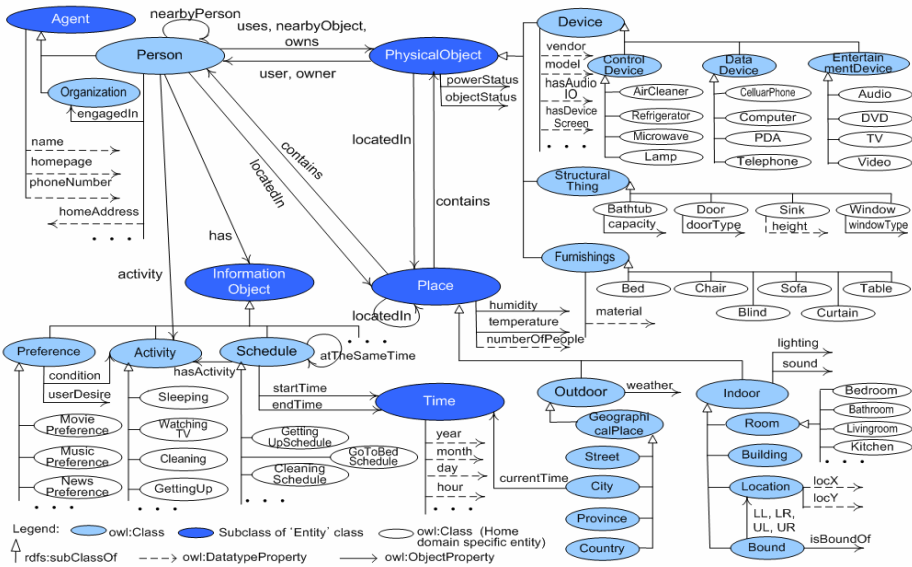 nearbyPerson
Agent
uses, nearbyObject,
owns
Person
PhysicalObject
user, owner
Organization
engagedIn
name
homepage
phoneNumber
homeAddress
. . .
powerStatus
objectStatus
locatedIn
contains
locatedIn
contains
has
activity
Device
vendor
model
hasAudio
IO
hasDevice
Screen
. . .
Control
Device
AirCleaner
Refrigerator
Microwave
Lamp
Data
Device
CelluarPhone
Computer
PDA
Telephone
Entertain
mentDevice
Audio
DVD
TV
Video
Structural
Thing
Bathtub
capacity
Door
doorType
Sink
height
Window
windowType
Furnishings
Bed
Chair
Sofa
Table
Blind
Curtain
material
Information
Object
Place
locatedIn
humidity
temperature
numberOfPeople
. . .
Preference
Activity
Schedule
atTheSameTime
hasActivity
condition
userDesire
startTime
endTime
Movie
Preference
Music
Preference
News
Preference
. . .
Sleeping
Watching
TV
Cleaning
GettingUp
. . .
Getting
UpSchedule
GoToBed
Schedule
Cleaning
Schedule
. . .
Time
year
month
day
hour
. . .
currentTime
Outdoor
weather
Geographi
calPlace
Street
City
Province
Country
Indoor
lighting
sound
Room
Bedroom
Bathroom
Livingroom
Kitchen
. . .
Building
Location
locX
locY
LL, LR,
UL, UR
Bound
isBoundOf
Legend:
owl:Class
Subclass of 'Entity' class
owl:Class (Home
domain specific entity)
rdfs:subClassOf
owl:DatatypeProperty
owl:ObjectProperty